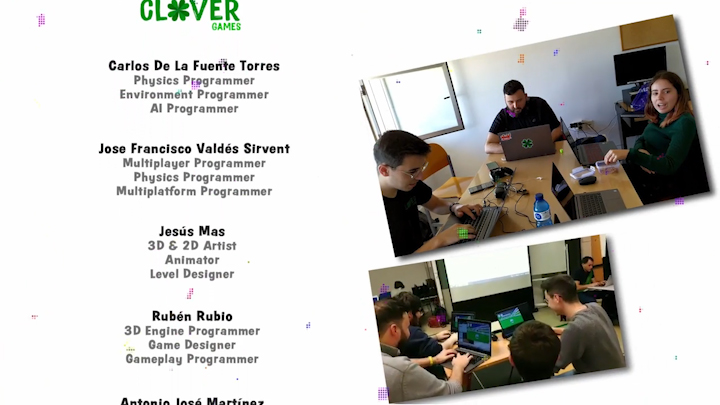 CLOVER
GAMES
Carlos De La Fuente Torres
Physics Programmer
Environment Programmer
AI Programmer
Jose Francisco Valdés Sirvent
Multiplayer Programmer
Physics Programmer
Multiplatform Programmer
Jesús Mas
3D & 2D Artist
Animator
Level Designer
Rubén Rubio
3D Engine Programmer
Game Designer
Gameplay Programmer
Antonio José Martínez